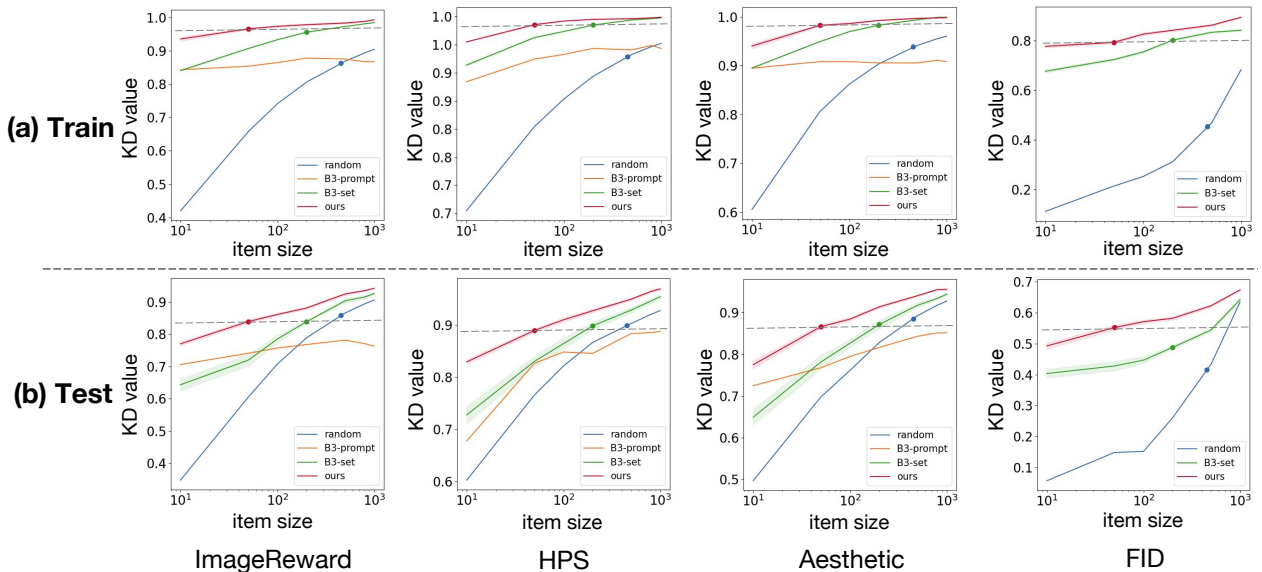 (a) Train
KD value
1.0
0.9
0.8
0.7
0.6
0.5
0.4
random
B3-prompt
B3-set
ours
10¹ 10² 10³
item size
KD value
1.0
1.0
1.0
0.9
0.9
0.8
0.8
0.7
random
B3-prompt
B3-set
ours
10¹ 10² 10³
item size
KD value
1.0
0.9
0.8
0.7
0.6
random
B3-prompt
B3-set
ours
10¹ 10² 10³
item size
KD value
0.8
0.6
0.4
0.2
random
B3-set
ours
10¹ 10² 10³
item size
(b) Test
KD value
0.9
0.8
0.7
0.6
0.5
0.4
random
B3-prompt
B3-set
ours
10¹ 10² 10³
item size
ImageReward
KD value
0.9
0.8
0.7
0.6
random
B3-prompt
B3-set
ours
10¹ 10² 10³
item size
HPS
KD value
0.9
0.8
0.7
0.6
0.5
random
B3-prompt
B3-set
ours
10¹ 10² 10³
item size
Aesthetic
KD value
0.7
0.6
0.5
0.4
0.3
0.2
0.1
random
B3-set
ours
10¹ 10² 10³
item size
FID